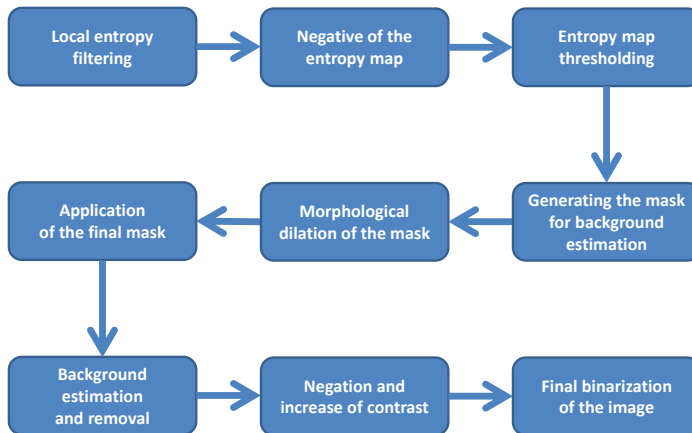 Local entropy
filtering
Negative of the
entropy map
Entropy map
thresholding
Generating the mask
for background
estimation
Morphological
dilation of the mask
Application
of the final mask
Background
estimation
and removal
Negation and
increase of contrast
Final binarization
of the image